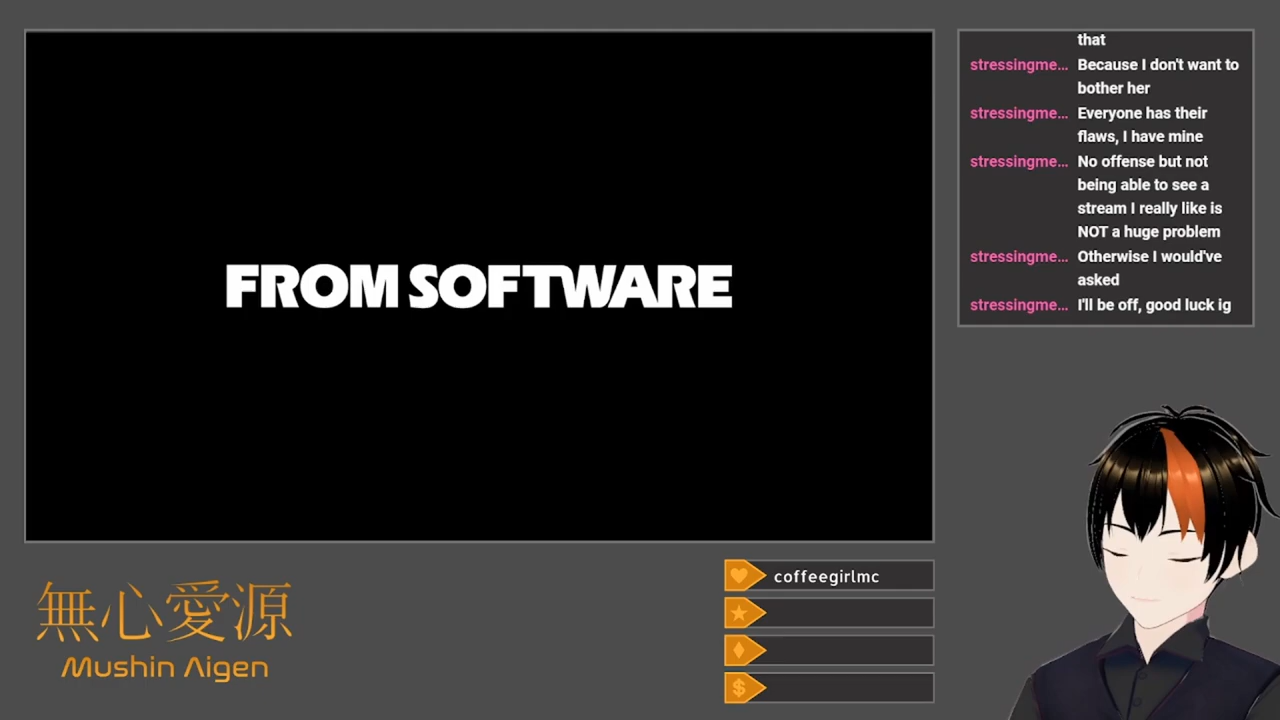 FROM SOFTWARE
that
stressingme... Because I don't want to
bother her
stressingme... Everyone has their
flaws, I have mine
stressingme... No offense but not
being able to see a
stream I really like is
NOT a huge problem
stressingme... Otherwise I would've
asked
stressingme... I'll be off, good luck ig
coffeegirlmc
無心愛源
Mushin Aigen